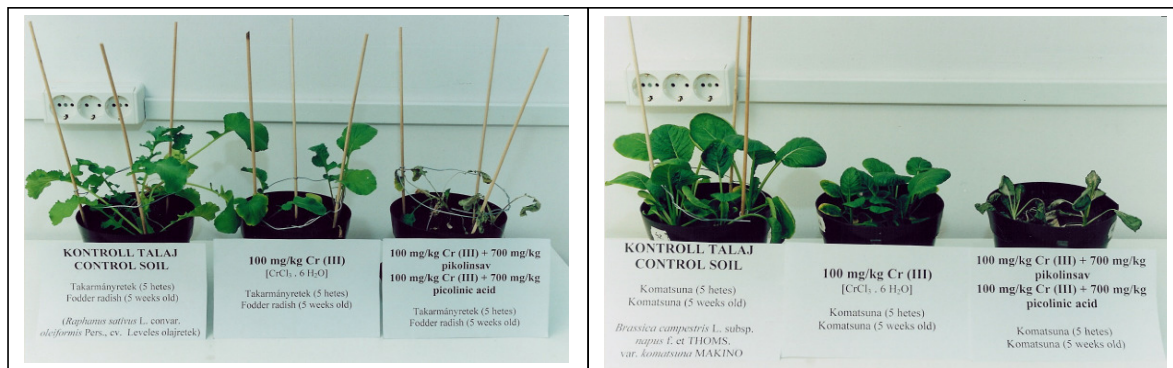 KONTROLL TALAJ
CONTROL SOIL
Takarmányretek (5 hetes)
Fodder radish (5 weeks old)
(Raphanus sativus L. convar.
oleiformis Pers., cv. Leveles olajretek)
100 mg/kg Cr (III)
[CrCl₃ . 6 H₂O]
Takarmányretek (5 hetes)
Fodder radish (5 weeks old)
100 mg/kg Cr (III) + 700 mg/kg
pikolinsav
100 mg/kg Cr (III) + 700 mg/kg
picolinic acid
Takarmányretek (5 hetes)
Fodder radish (5 weeks old)
KONTROLL TALAJ
CONTROL SOIL
Komatsuna (5 hetes)
Komatsuna (5 weeks old)
Brassica campestris L. subsp.
napus f. et THOMS.
var. komatsuna MAKINO
100 mg/kg Cr (III)
[CrCl₃ . 6 H₂O]
Komatsuna (5 hetes)
Komatsuna (5 weeks old)
100 mg/kg Cr (III) + 700 mg/kg
pikolinsav
100 mg/kg Cr (III) + 700 mg/kg
picolinic acid
Komatsuna (5 hetes)
Komatsuna (5 weeks old)